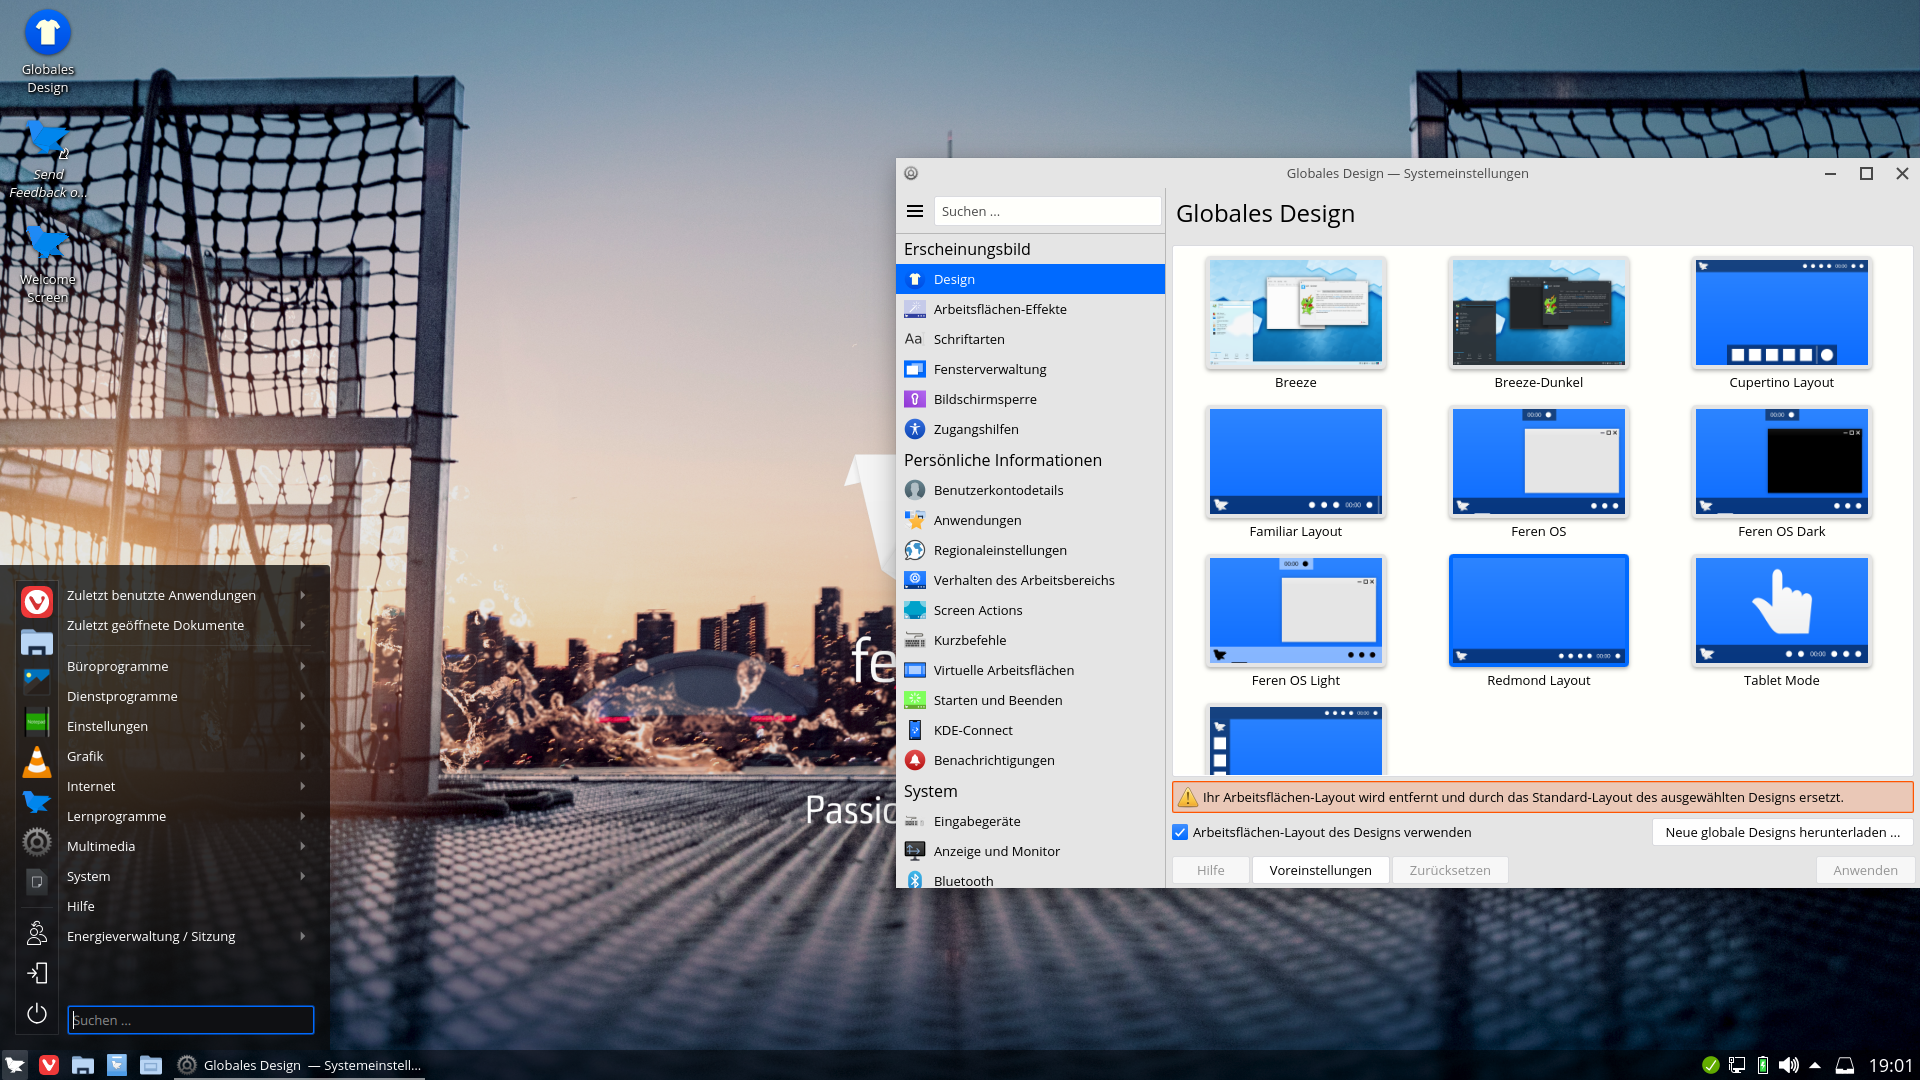 Globales
Design
Send
Feedback o...
Welcome
Screen
fe
Passic
Globales Design — Systemeinstellungen
Suchen ...
Globales Design
Erscheinungsbild
Design
Arbeitsflächen-Effekte
Schriftarten
Fensterverwaltung
Bildschirmsperre
Zugangshilfen
Persönliche Informationen
Benutzerkontodetails
Anwendungen
Regionaleinstellungen
Verhalten des Arbeitsbereichs
Screen Actions
Kurzbefehle
Virtuelle Arbeitsflächen
Starten und Beenden
KDE-Connect
Benachrichtigungen
System
Eingabegeräte
Anzeige und Monitor
Bluetooth
Breeze
Breeze-Dunkel
Cupertino Layout
Familiar Layout
Feren OS
Feren OS Dark
Feren OS Light
Redmond Layout
Tablet Mode
Ihr Arbeitsflächen-Layout wird entfernt und durch das Standard-Layout des ausgewählten Designs ersetzt.
Arbeitsflächen-Layout des Designs verwenden
Neue globale Designs herunterladen ...
Hilfe
Voreinstellungen
Zurücksetzen
Anwenden
Zuletzt benutzte Anwendungen
Zuletzt geöffnete Dokumente
Büroprogramme
Dienstprogramme
Einstellungen
Grafik
Internet
Lernprogramme
Multimedia
System
Hilfe
Energieverwaltung / Sitzung
Suchen ...
Globales Design — Systemeinstell...
19:01